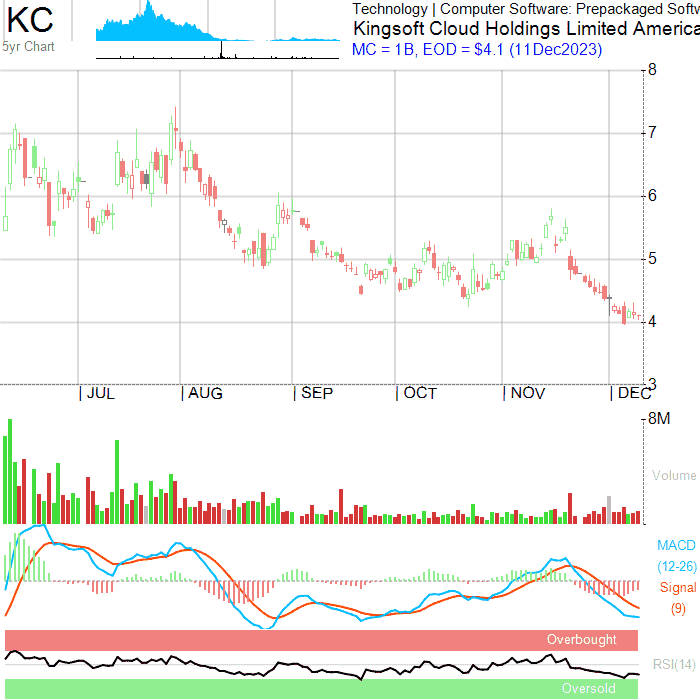 KC
5yr Chart
Technology | Computer Software: Prepackaged Softw
Kingsoft Cloud Holdings Limited America
MC = 1B, EOD = $4.1 (11Dec2023)
8
7
6
5
4
3
| JUL
| AUG
| SEP
| OCT
| NOV
| DEC
8M
Volume
MACD
(12-26)
Signal
(9)
Overbought
RSI(14)
Oversold